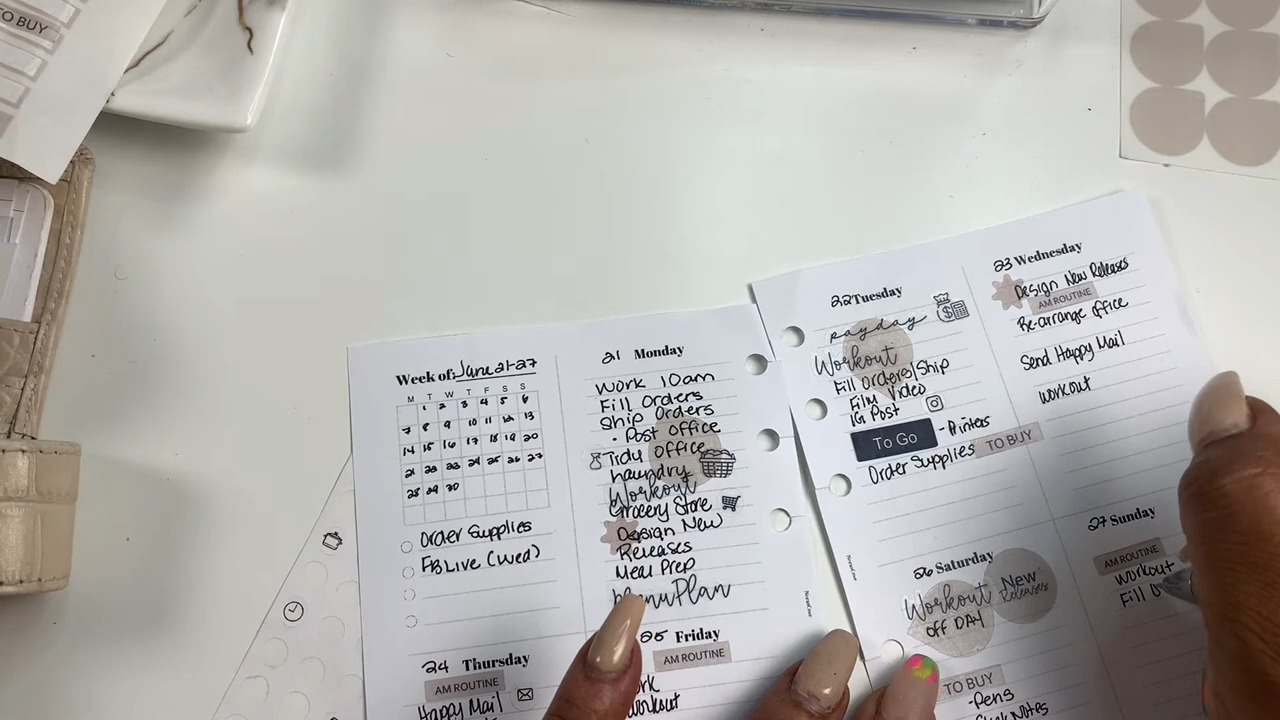 TO BUY
Week of: June 21-27
M T W T F S S
1 2 3 4 5 6
7 8 9 10 11 12 13
14 15 16 17 18 19 20
21 22 23 24 25 26 27
28 29 30
Order Supplies
FB Live (Wed)
21 Monday
Work 10am
Fill Orders
Ship Orders
- Post Office
Tidy Office
Laundry
Workout
Grocery Store
Design New
Releases
Meal Prep
Menu Plan
22 Tuesday
payday
Workout
Fill Orders/Ship
Film Video
IG Post
To Go
- Printers
Order Supplies TO BUY
23 Wednesday
Design New Releases
AM ROUTINE
Re-arrange office
Send Happy Mail
workout
24 Thursday
AM ROUTINE
Happy Mail
25 Friday
AM ROUTINE
workout
26 Saturday
Workout New
Releases
OFF DAY
TO BUY
-Pens
27 Sunday
AM ROUTINE
workout
Fill